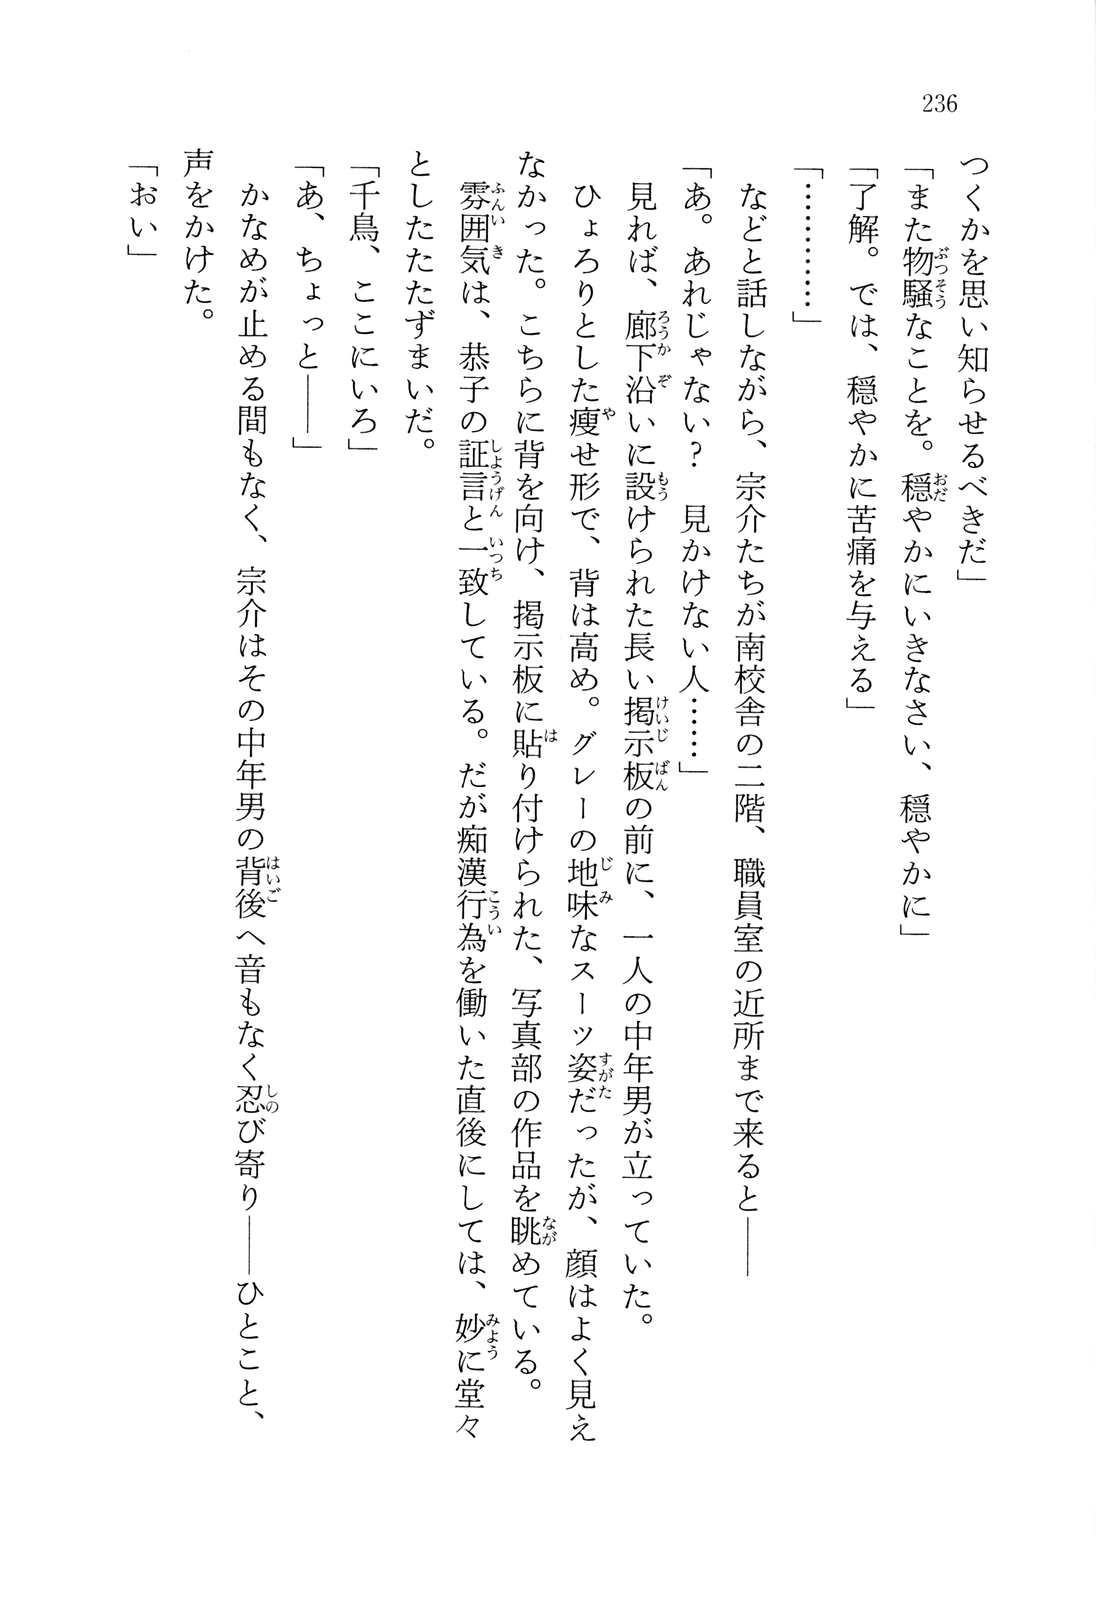 236
つくかを思い知らせるべきだ」
「また物騒なことを。穏やかにいきなさい、穏やかに」
「了解。では、穏やかに苦痛を与える」
「…………」
などと話しながら、宗介たちが南校舎の二階、職員室の近所まで来ると――
「あ。あれじゃない？　見かけない人……」
見れば、廊下沿いに設けられた長い掲示板の前に、一人の中年男が立っていた。
ひょろりとした痩せ形で、背は高め。グレーの地味なスーツ姿だったが、顔はよく見え
なかった。こちらに背を向け、掲示板に貼り付けられた、写真部の作品を眺めている。
雰囲気は、恭子の証言と一致している。だが痴漢行為を働いた直後にしては、妙に堂々
としたたたずまいだ。
「千鳥、ここにいろ」
「あ、ちょっと――」
かなめが止める間もなく、宗介はその中年男の背後へ音もなく忍び寄り――ひとこと、
声をかけた。
「おい」